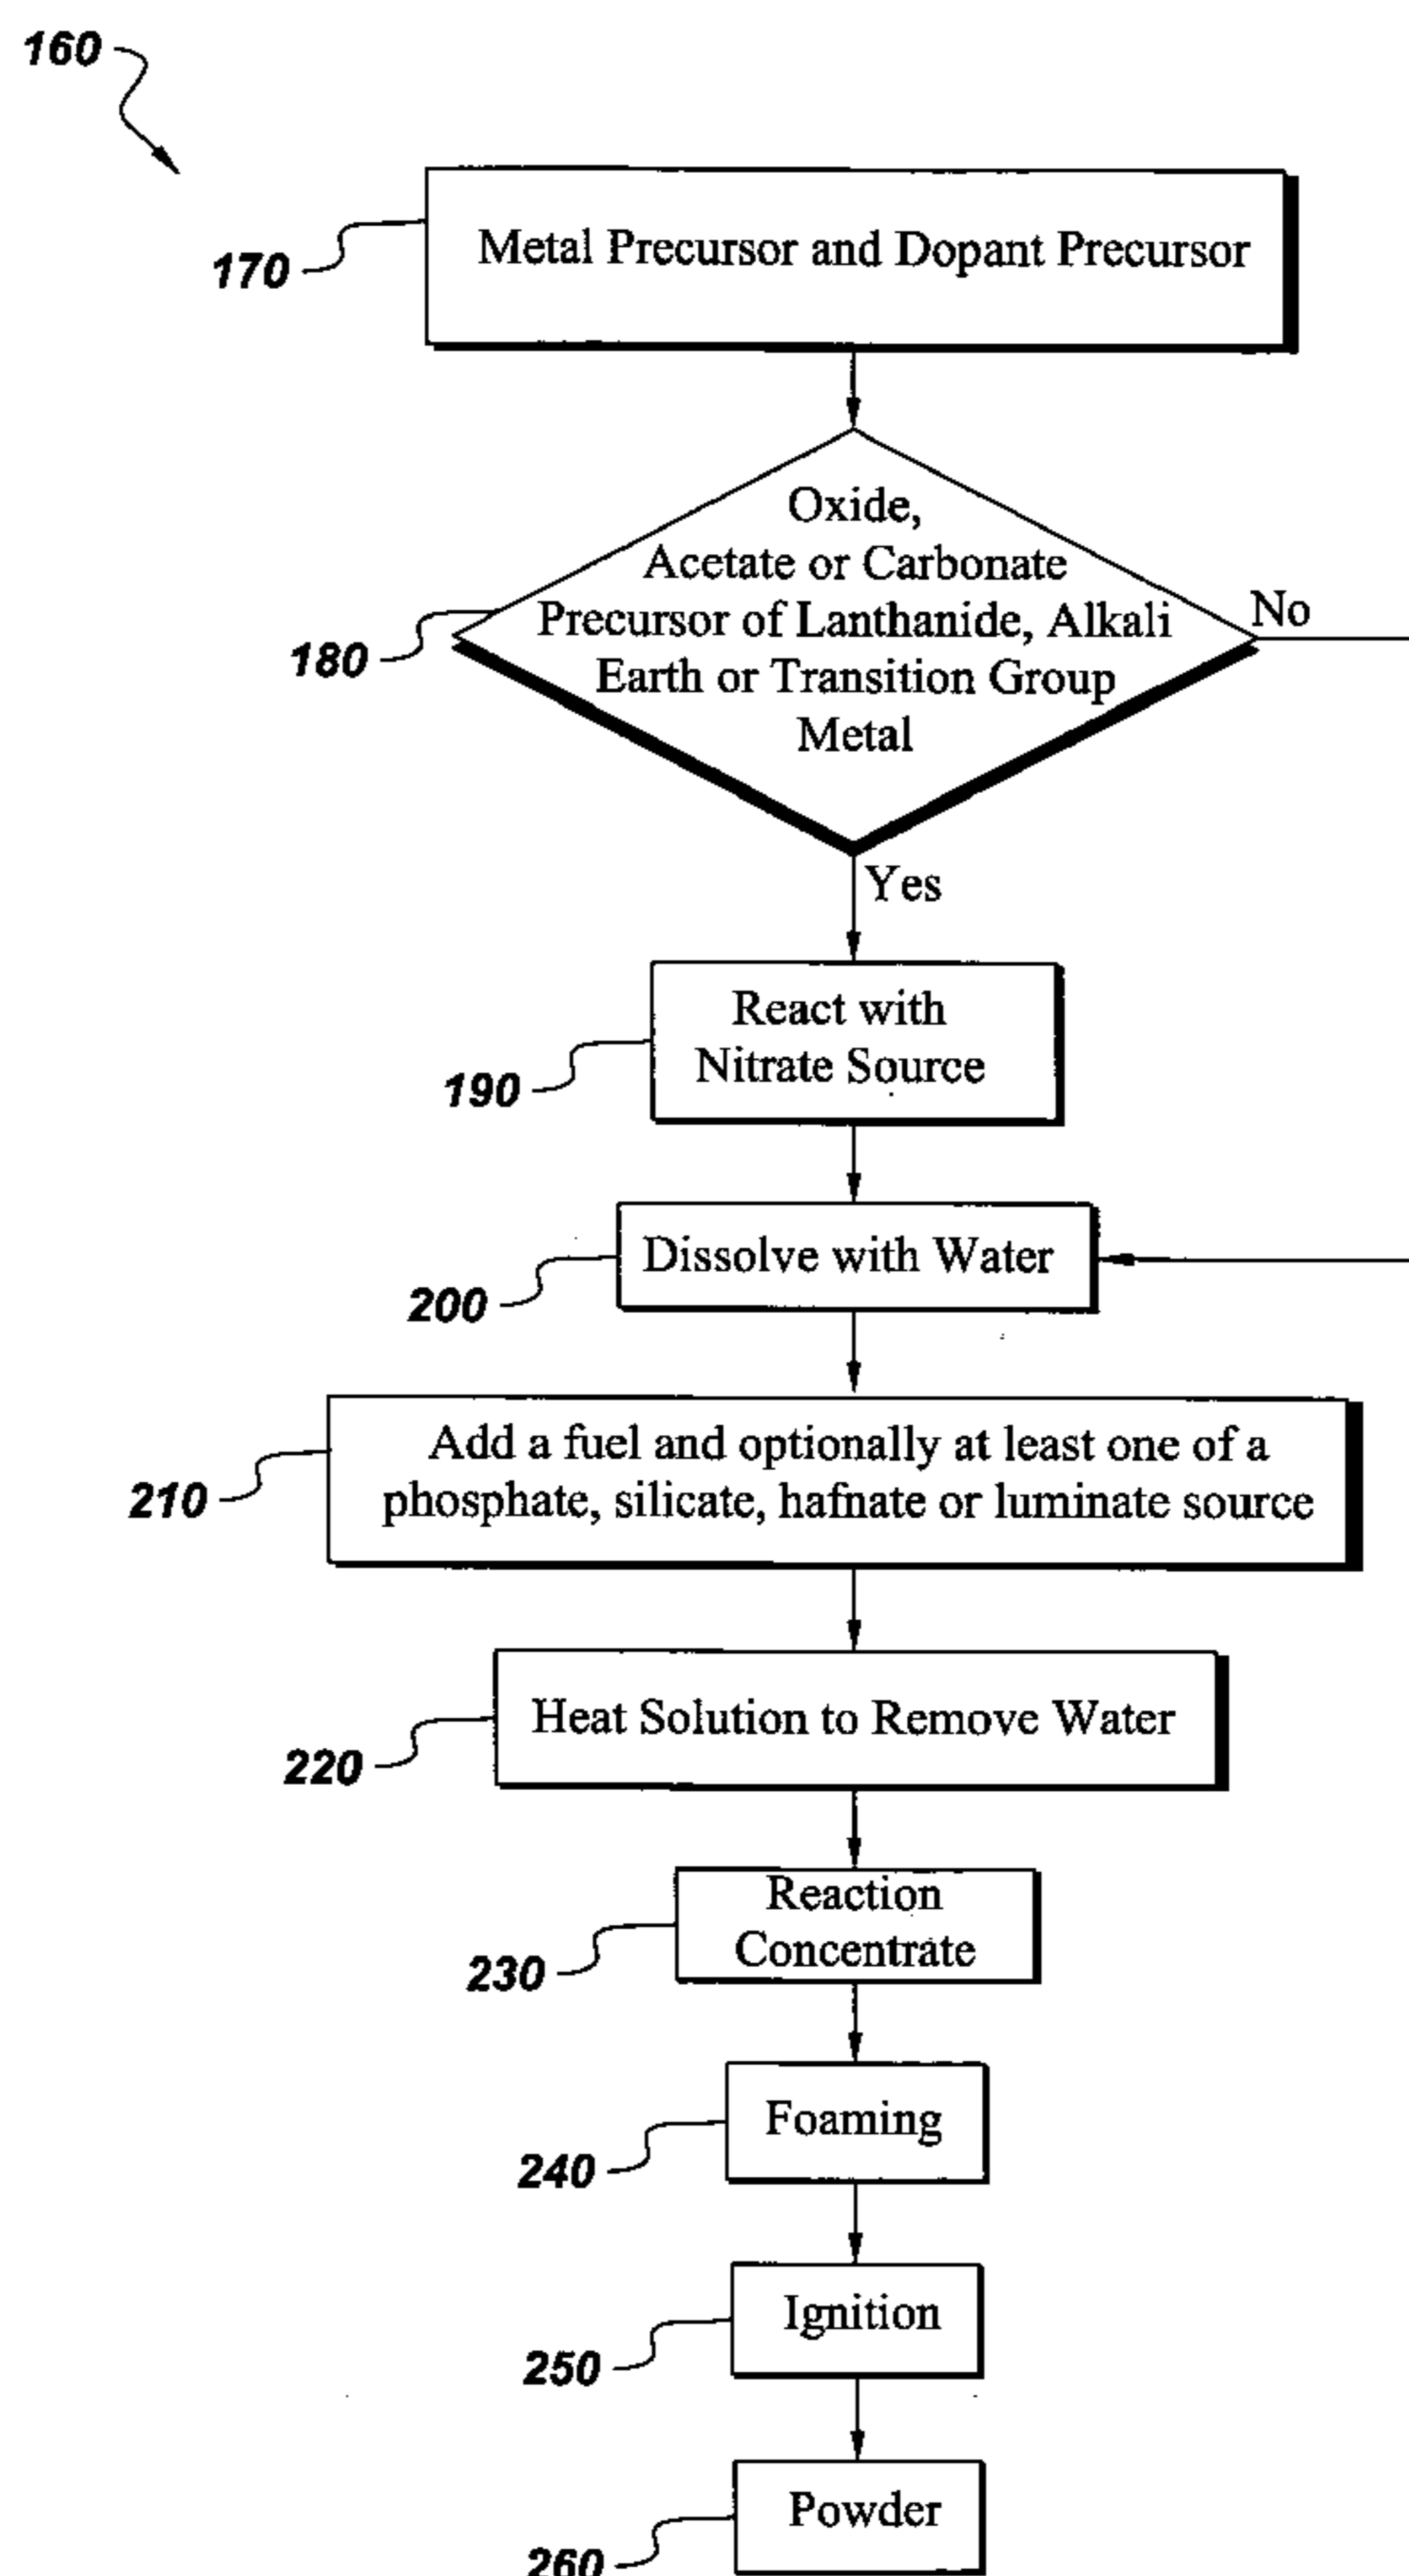 160
Metal Precursor and Dopant Precursor
170
Oxide,
Acetate or Carbonate
Precursor of Lanthanide, Alkali
Earth or Transition Group
Metal
No
180
Yes
React with
Nitrate Source
190
Dissolve with Water
200
Add a fuel and optionally at least one of a
phosphate, silicate, hafnate or luminate source
210
Heat Solution to Remove Water
220
Reaction
Concentrate
230
Foaming
240
Ignition
250
Powder
260